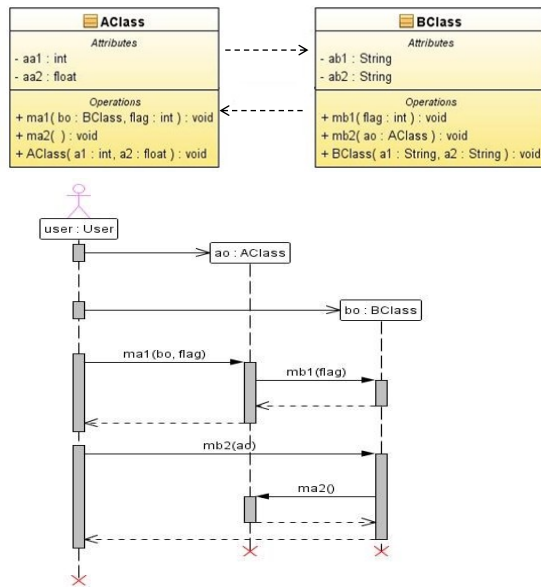 AClass
Attributes
- aa1 : int
- aa2 : float
Operations
+ ma1( bo : BClass, flag : int ) : void
+ ma2( ) : void
+ AClass( a1 : int, a2 : float ) : void
BClass
Attributes
- ab1 : String
- ab2 : String
Operations
+ mb1( flag : int ) : void
+ mb2( ao : AClass ) : void
+ BClass( a1 : String, a2 : String ) : void
user : User
ao : AClass
bo : BClass
ma1(bo, flag)
mb1(flag)
mb2(ao)
ma2()